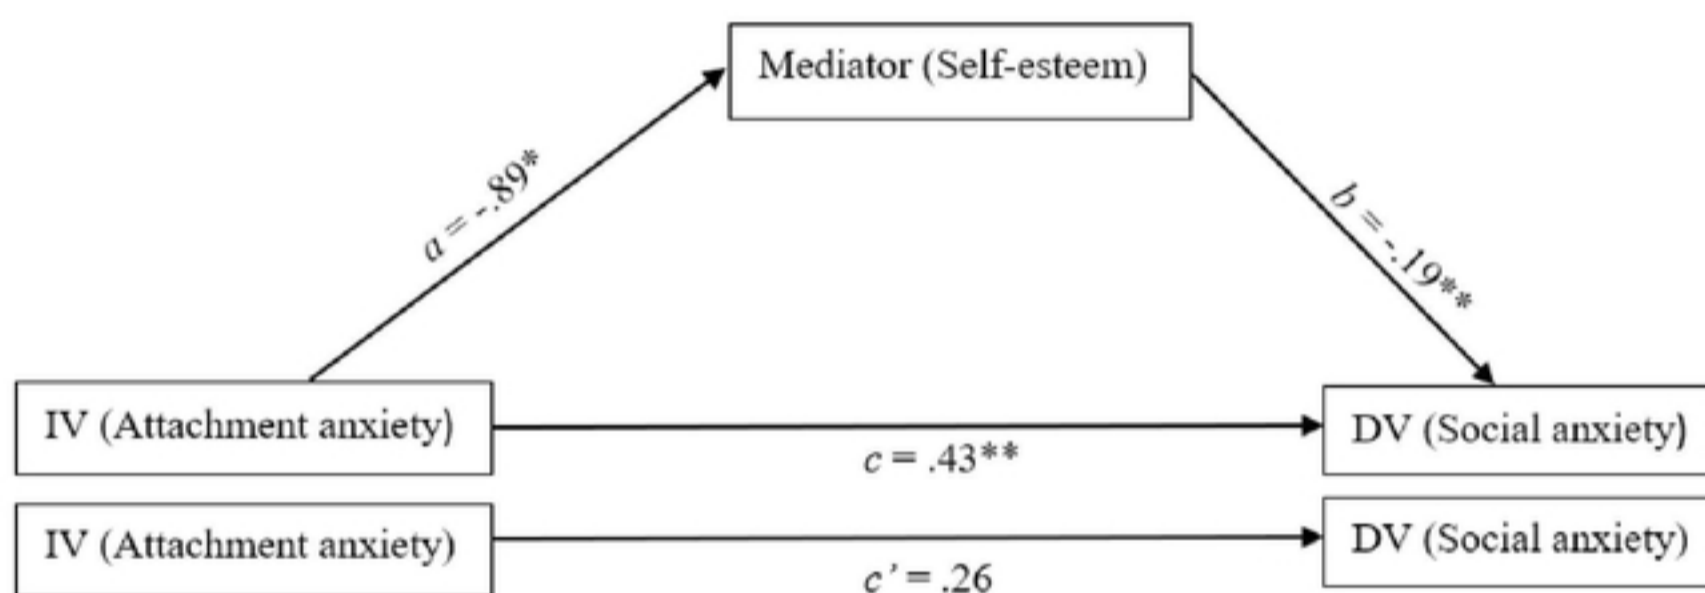 Mediator (Self-esteem)
a = -.89*
b = -.19**
IV (Attachment anxiety)
c = .43**
DV (Social anxiety)
IV (Attachment anxiety)
c’ = .26
DV (Social anxiety)